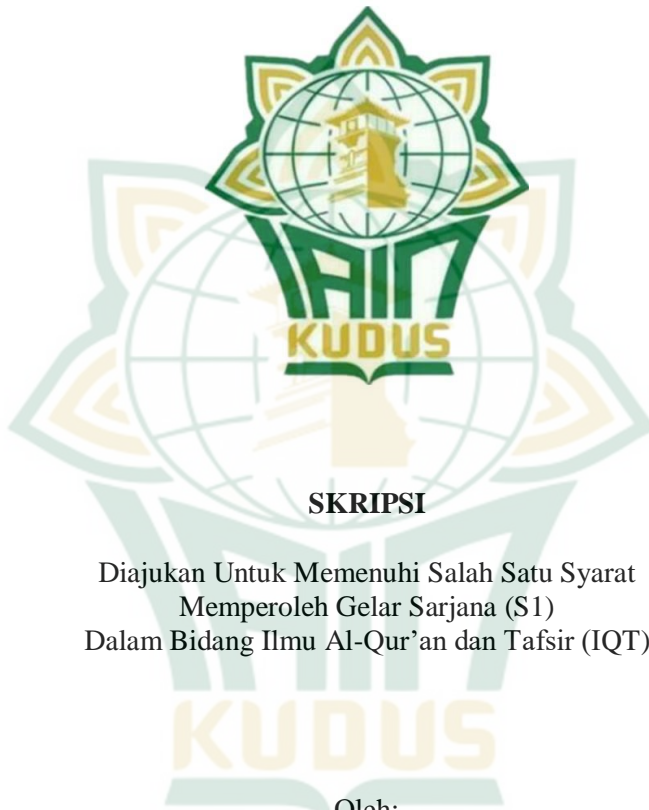 IAIN
KUDUS
SKRIPSI
Diajukan Untuk Memenuhi Salah Satu Syarat
Memperoleh Gelar Sarjana (S1)
Dalam Bidang Ilmu Al-Qur’an dan Tafsir (IQT)
IAIN
KUDUS
Oleh: